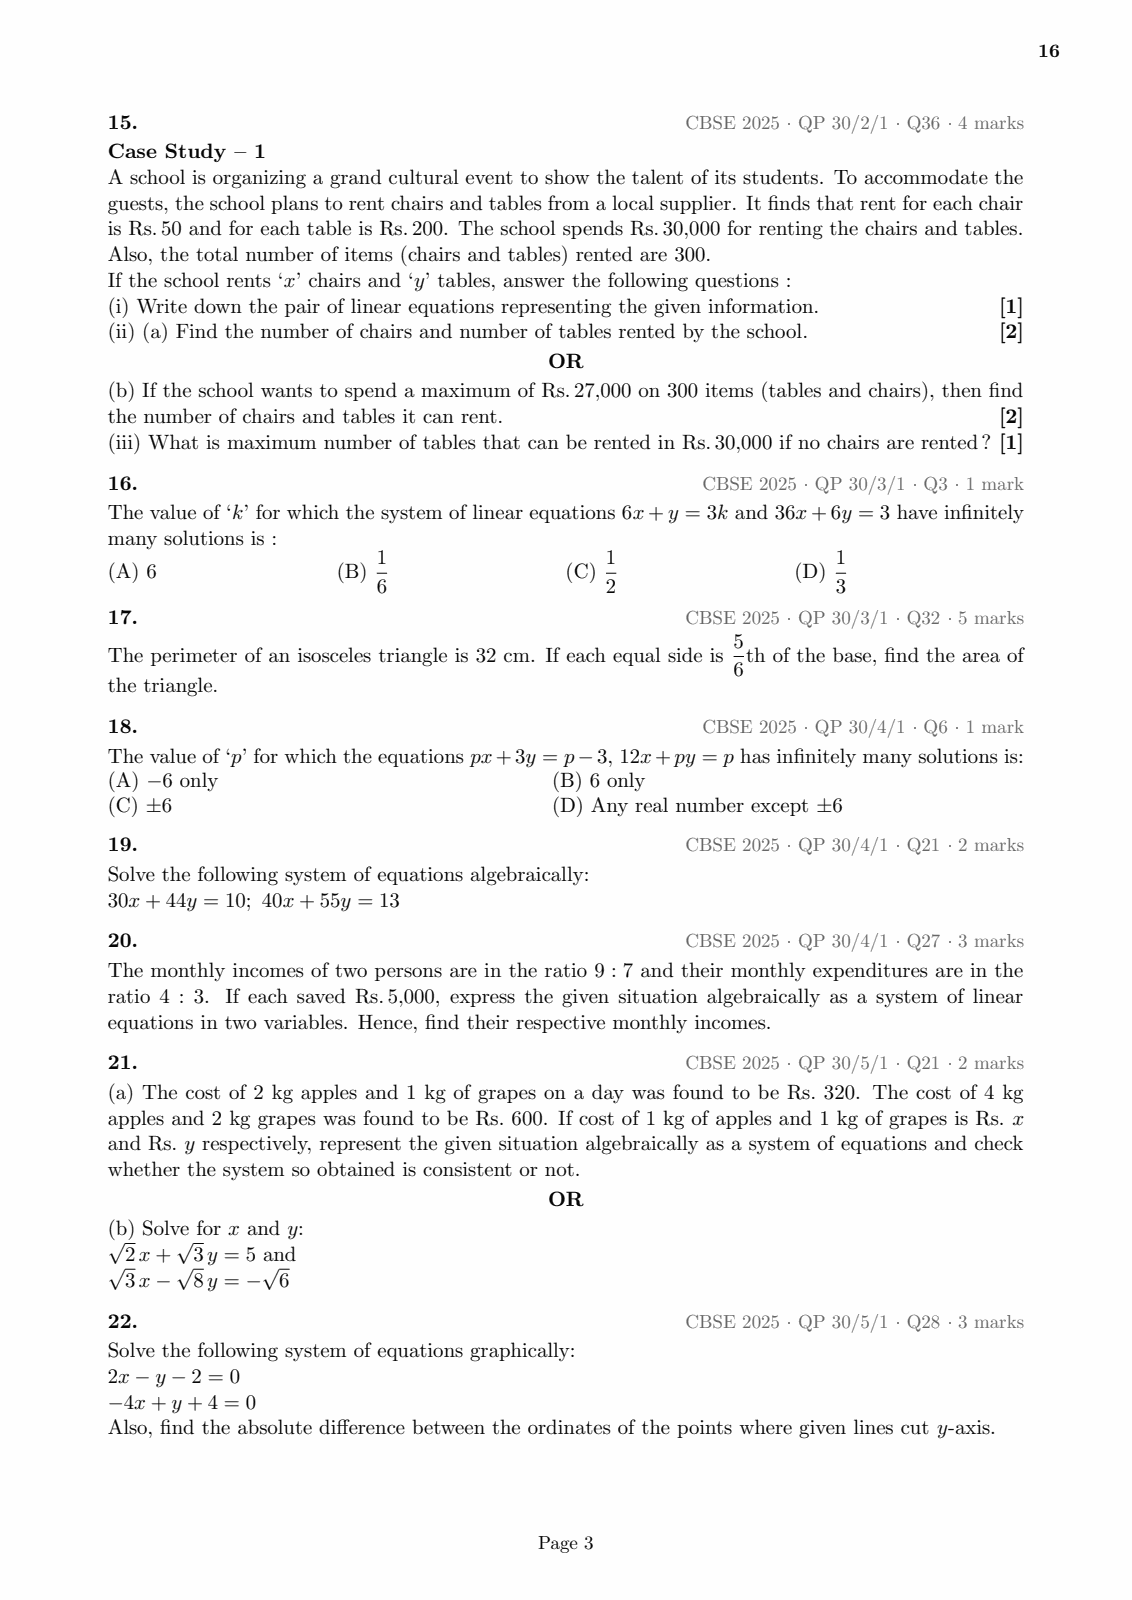 16
15. CBSE 2025 · QP 30/2/1 · Q36 · 4 marks
Case Study – 1
A school is organizing a grand cultural event to show the talent of its students. To accommodate the
guests, the school plans to rent chairs and tables from a local supplier. It finds that rent for each chair
is Rs. 50 and for each table is Rs. 200. The school spends Rs. 30,000 for renting the chairs and tables.
Also, the total number of items (chairs and tables) rented are 300.
If the school rents ‘x’ chairs and ‘y’ tables, answer the following questions :
(i) Write down the pair of linear equations representing the given information. [1]
(ii) (a) Find the number of chairs and number of tables rented by the school. [2]
OR
(b) If the school wants to spend a maximum of Rs. 27,000 on 300 items (tables and chairs), then find
the number of chairs and tables it can rent. [2]
(iii) What is maximum number of tables that can be rented in Rs. 30,000 if no chairs are rented ? [1]
16. CBSE 2025 · QP 30/3/1 · Q3 · 1 mark
The value of ‘k’ for which the system of linear equations 6x + y = 3k and 36x + 6y = 3 have infinitely
many solutions is :
(A) 6 (B) 1/6 (C) 1/2 (D) 1/3
17. CBSE 2025 · QP 30/3/1 · Q32 · 5 marks
The perimeter of an isosceles triangle is 32 cm. If each equal side is 5/6th of the base, find the area of
the triangle.
18. CBSE 2025 · QP 30/4/1 · Q6 · 1 mark
The value of ‘p’ for which the equations px + 3y = p − 3, 12x + py = p has infinitely many solutions is:
(A) −6 only (B) 6 only
(C) ±6 (D) Any real number except ±6
19. CBSE 2025 · QP 30/4/1 · Q21 · 2 marks
Solve the following system of equations algebraically:
30x + 44y = 10; 40x + 55y = 13
20. CBSE 2025 · QP 30/4/1 · Q27 · 3 marks
The monthly incomes of two persons are in the ratio 9 : 7 and their monthly expenditures are in the
ratio 4 : 3. If each saved Rs. 5,000, express the given situation algebraically as a system of linear
equations in two variables. Hence, find their respective monthly incomes.
21. CBSE 2025 · QP 30/5/1 · Q21 · 2 marks
(a) The cost of 2 kg apples and 1 kg of grapes on a day was found to be Rs. 320. The cost of 4 kg
apples and 2 kg grapes was found to be Rs. 600. If cost of 1 kg of apples and 1 kg of grapes is Rs. x
and Rs. y respectively, represent the given situation algebraically as a system of equations and check
whether the system so obtained is consistent or not.
OR
(b) Solve for x and y:
√2 x + √3 y = 5 and
√3 x − √8 y = −√6
22. CBSE 2025 · QP 30/5/1 · Q28 · 3 marks
Solve the following system of equations graphically:
2x − y − 2 = 0
−4x + y + 4 = 0
Also, find the absolute difference between the ordinates of the points where given lines cut y-axis.
Page 3